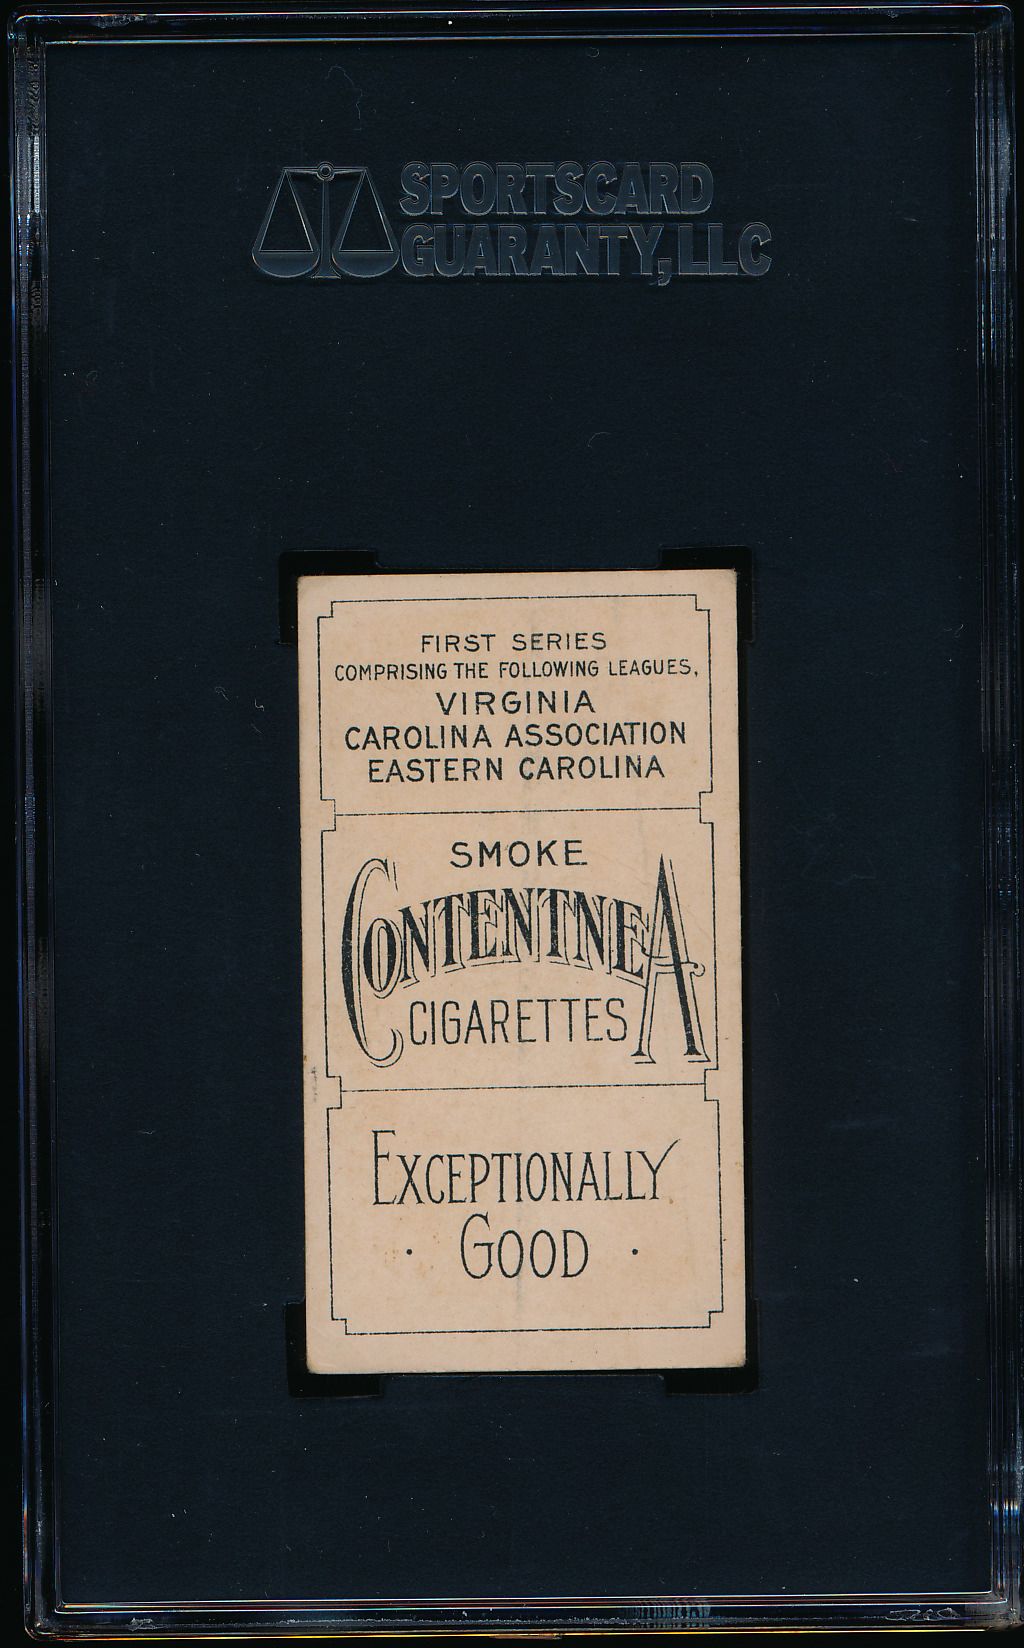 SPORTSCARD
GUARANTY, LLC
FIRST SERIES
COMPRISING THE FOLLOWING LEAGUES,
VIRGINIA
CAROLINA ASSOCIATION
EASTERN CAROLINA
SMOKE
CONTENTNEA
CIGARETTES
EXCEPTIONALLY
· GOOD ·